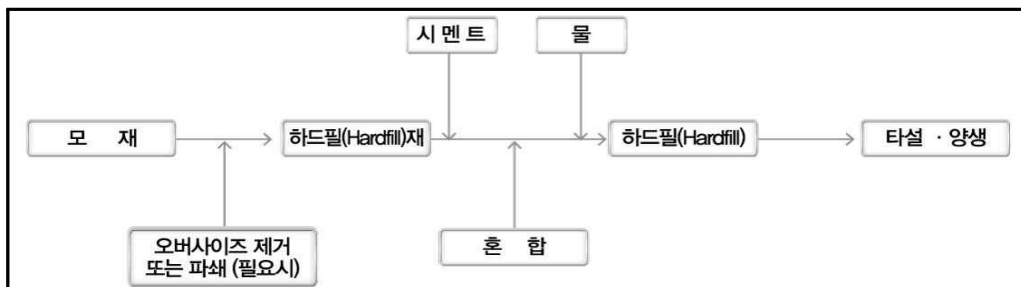 시 멘 트
물
모 재
하드필(Hardfill)재
하드필(Hardfill)
타설 · 양생
오버사이즈 제거
또는 파쇄 (필요시)
혼 합